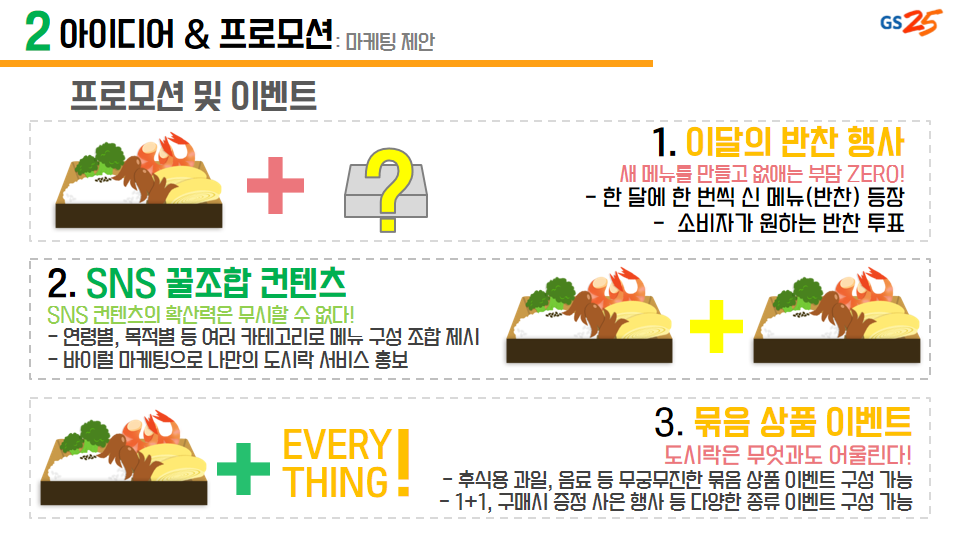 2 아이디어 & 프로모션 : 마케팅 제안
GS25
프로모션 및 이벤트
?
1. 이달의 반찬 행사
새 메뉴를 만들고 없애는 부담 ZERO!
- 한 달에 한 번씩 신 메뉴(반찬) 등장
- 소비자가 원하는 반찬 투표
2. SNS 꿀조합 컨텐츠
SNS 컨텐츠의 확산력은 무시할 수 없다!
- 연령별, 목적별 등 여러 카테고리로 메뉴 구성 조합 제시
- 바이럴 마케팅으로 나만의 도시락 서비스 홍보
EVERY
THING!
3. 묶음 상품 이벤트
도시락은 무엇과도 어울린다!
- 후식용 과일, 음료 등 무궁무진한 묶음 상품 이벤트 구성 가능
- 1+1, 구매시 증정 사은 행사 등 다양한 종류 이벤트 구성 가능